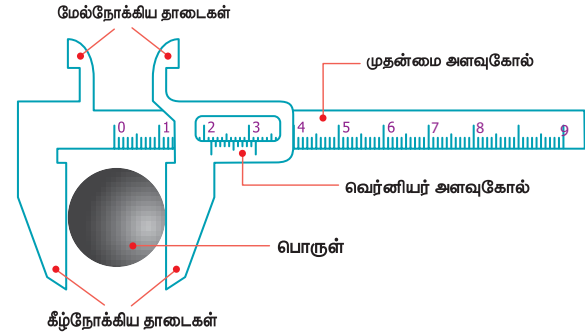 மேல்நோக்கிய தாடைகள்
முதன்மை அளவுகோல்
0 1 2 3 4 5 6 7 8 9
வெர்னியர் அளவுகோல்
பொருள்
கீழ்நோக்கிய தாடைகள்